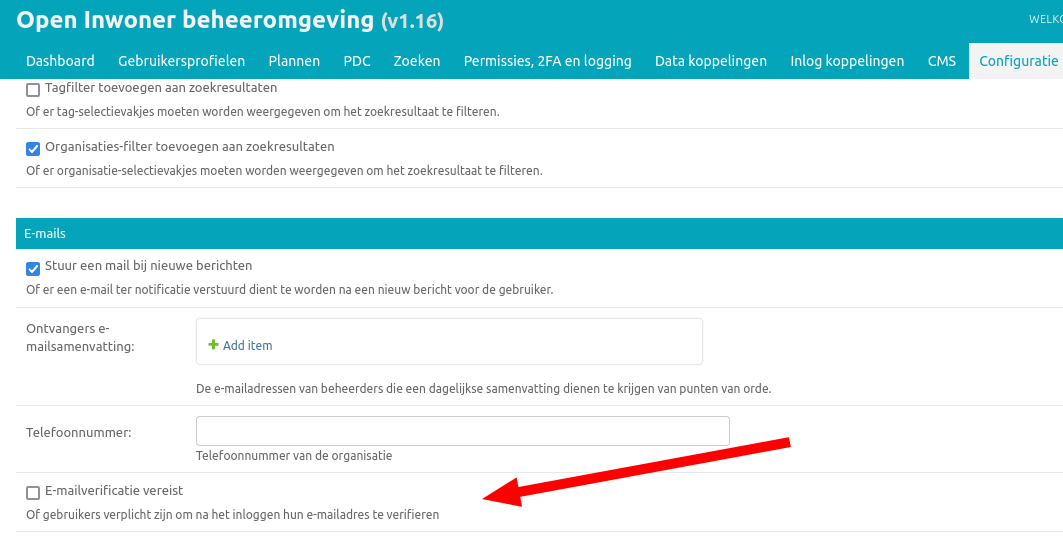 Open Inwoner beheeromgeving (v1.16)
Dashboard Gebruikersprofielen Plannen PDC Zoeken Permissies, 2FA en logging Data koppelingen Inlog koppelingen CMS Configuratie
Tagfilter toevoegen aan zoekresultaten
Of er tag-selectievakjes moeten worden weergegeven om het zoekresultaat te filteren.
Organisaties-filter toevoegen aan zoekresultaten
Of er organisatie-selectievakjes moeten worden weergegeven om het zoekresultaat te filteren.
E-mails
Stuur een mail bij nieuwe berichten
Of er een e-mail ter notificatie verstuurd dient te worden na een nieuw bericht voor de gebruiker.
Ontvangers e-
mailsamenvatting:
Add item
De e-mailadressen van beheerders die een dagelijkse samenvatting dienen te krijgen van punten van orde.
Telefoonnummer:
Telefoonnummer van de organisatie
E-mailverificatie vereist
Of gebruikers verplicht zijn om na het inloggen hun e-mailadres te verifieren